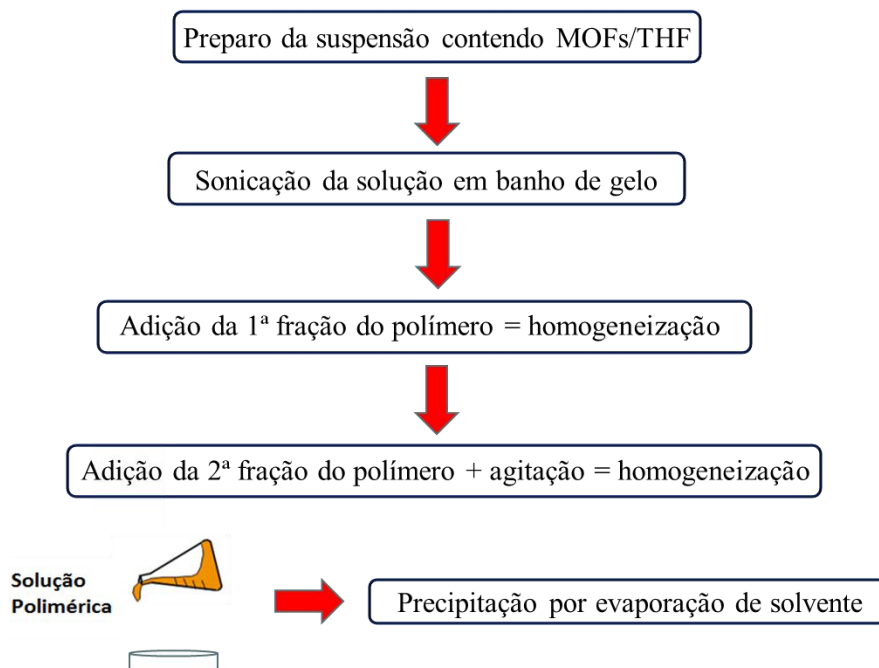 Preparo da suspensão contendo MOFs/THF
Sonicação da solução em banho de gelo
Adição da 1ª fração do polímero = homogeneização
Adição da 2ª fração do polímero + agitação = homogeneização
Solução
Polimérica
Precipitação por evaporação de solvente